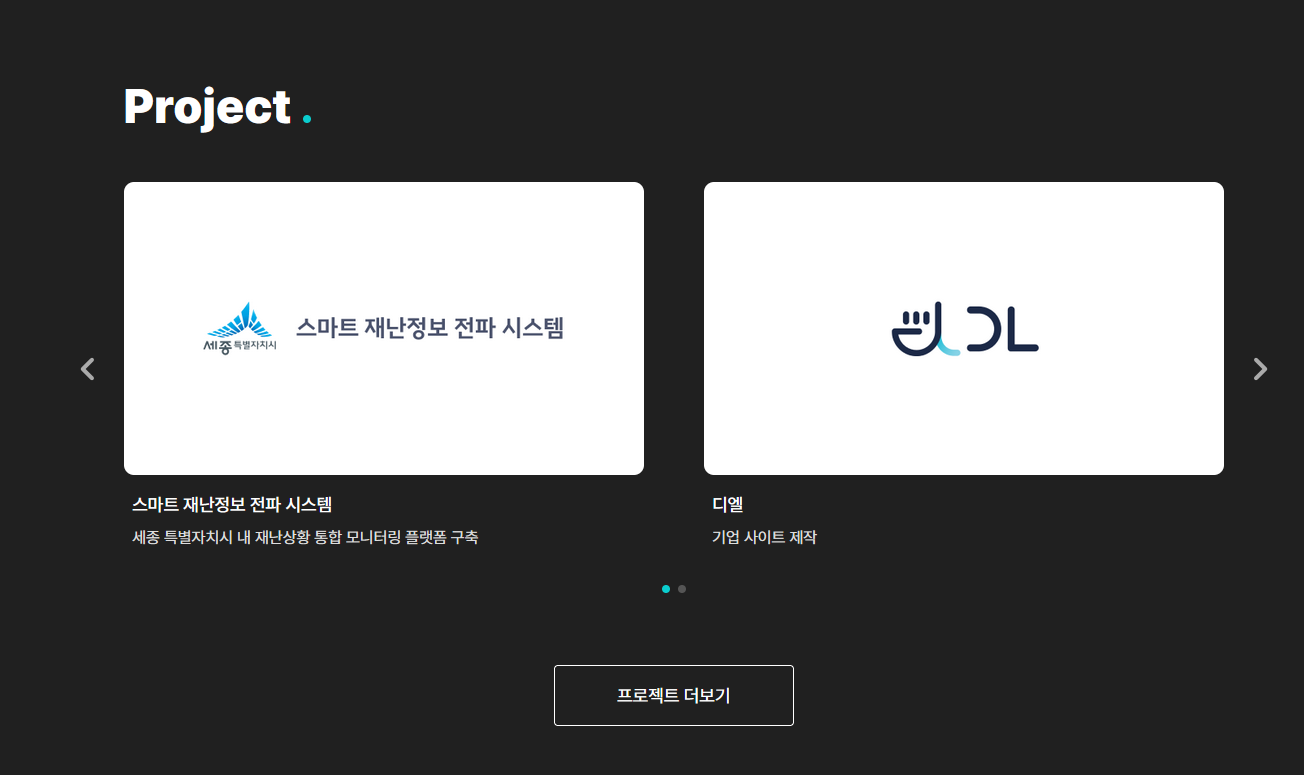 Project .
세종 특별자치시
스마트 재난정보 전파 시스템
DL
스마트 재난정보 전파 시스템
세종 특별자치시 내 재난상황 통합 모니터링 플랫폼 구축
디엘
기업 사이트 제작
프로젝트 더보기